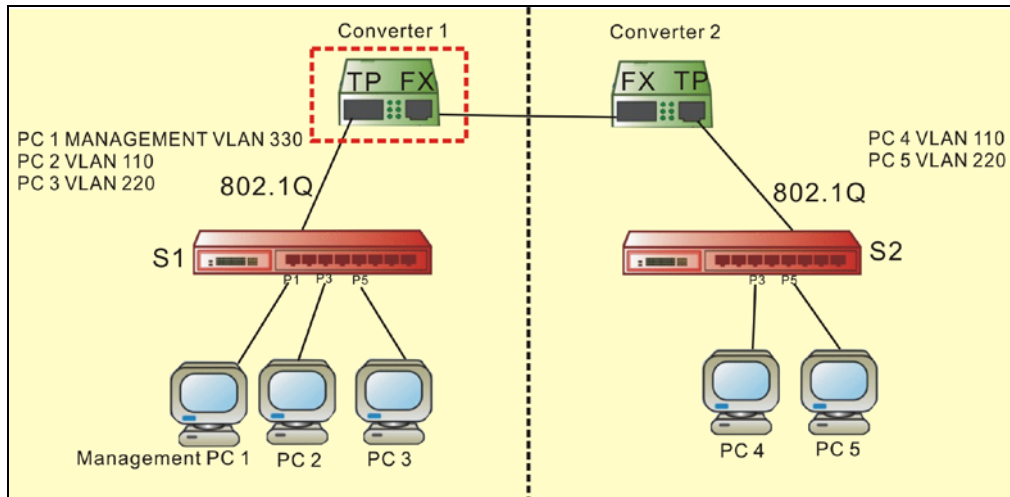 Converter 1
Converter 2
TP FX
FX TP
PC 1 MANAGEMENT VLAN 330
PC 2 VLAN 110
PC 3 VLAN 220
PC 4 VLAN 110
PC 5 VLAN 220
802.1Q
802.1Q
S1
S2
P1 P3 P5
P3 P5
Management PC 1
PC 2
PC 3
PC 4
PC 5